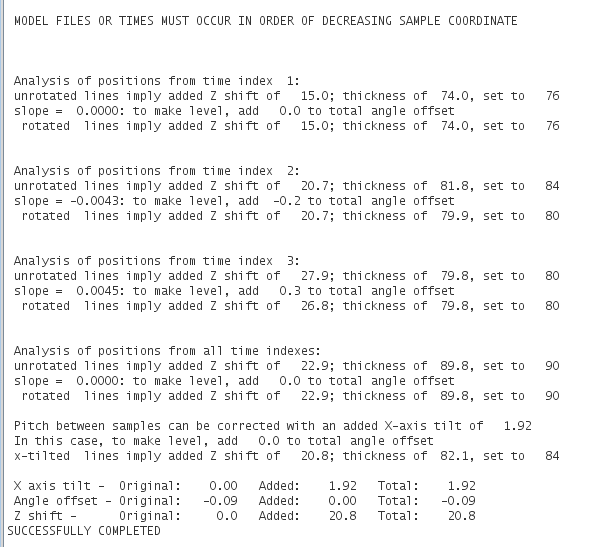 MODEL FILES OR TIMES MUST OCCUR IN ORDER OF DECREASING SAMPLE COORDINATE
Analysis of positions from time index  1:
unrotated lines imply added Z shift of   15.0; thickness of  74.0, set to   76
slope =  0.0000: to make level, add   0.0 to total angle offset
 rotated  lines imply added Z shift of   15.0; thickness of  74.0, set to   76
Analysis of positions from time index  2:
unrotated lines imply added Z shift of   20.7; thickness of  81.8, set to   84
slope = -0.0043: to make level, add  -0.2 to total angle offset
 rotated  lines imply added Z shift of   20.7; thickness of  79.9, set to   80
Analysis of positions from time index  3:
unrotated lines imply added Z shift of   27.9; thickness of  79.8, set to   80
slope =  0.0045: to make level, add   0.3 to total angle offset
 rotated  lines imply added Z shift of   26.8; thickness of  79.8, set to   80
Analysis of positions from all time indexes:
unrotated lines imply added Z shift of   22.9; thickness of  89.8, set to   90
slope =  0.0000: to make level, add   0.0 to total angle offset
 rotated  lines imply added Z shift of   22.9; thickness of  89.8, set to   90
Pitch between samples can be corrected with an added X-axis tilt of   1.92
In this case, to make level, add   0.0 to total angle offset
x-tilted  lines imply added Z shift of   20.8; thickness of  82.1, set to   84
X axis tilt -  Original:    0.00   Added:    1.92   Total:    1.92
Angle offset - Original:   -0.09   Added:    0.00   Total:   -0.09
Z shift -      Original:     0.0   Added:    20.8   Total:    20.8
SUCCESSFULLY COMPLETED